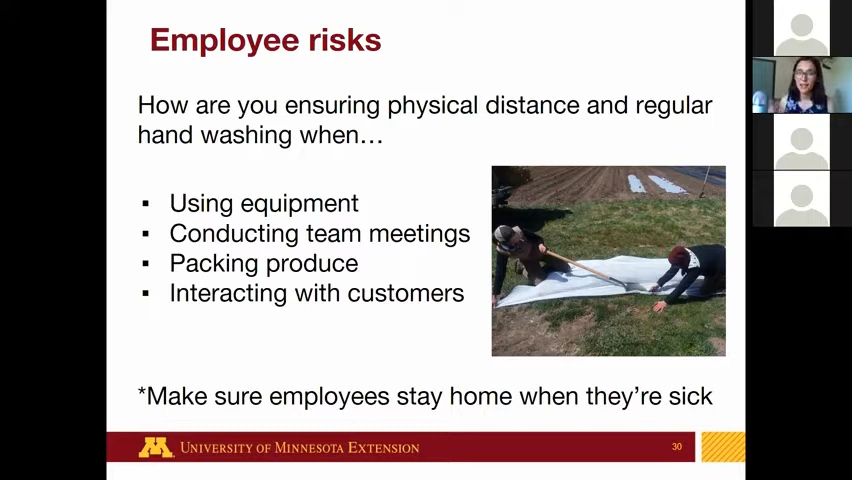 Employee risks
How are you ensuring physical distance and regular
hand washing when…
▪ Using equipment
▪ Conducting team meetings
▪ Packing produce
▪ Interacting with customers
*Make sure employees stay home when they’re sick
M UNIVERSITY OF MINNESOTA EXTENSION
30